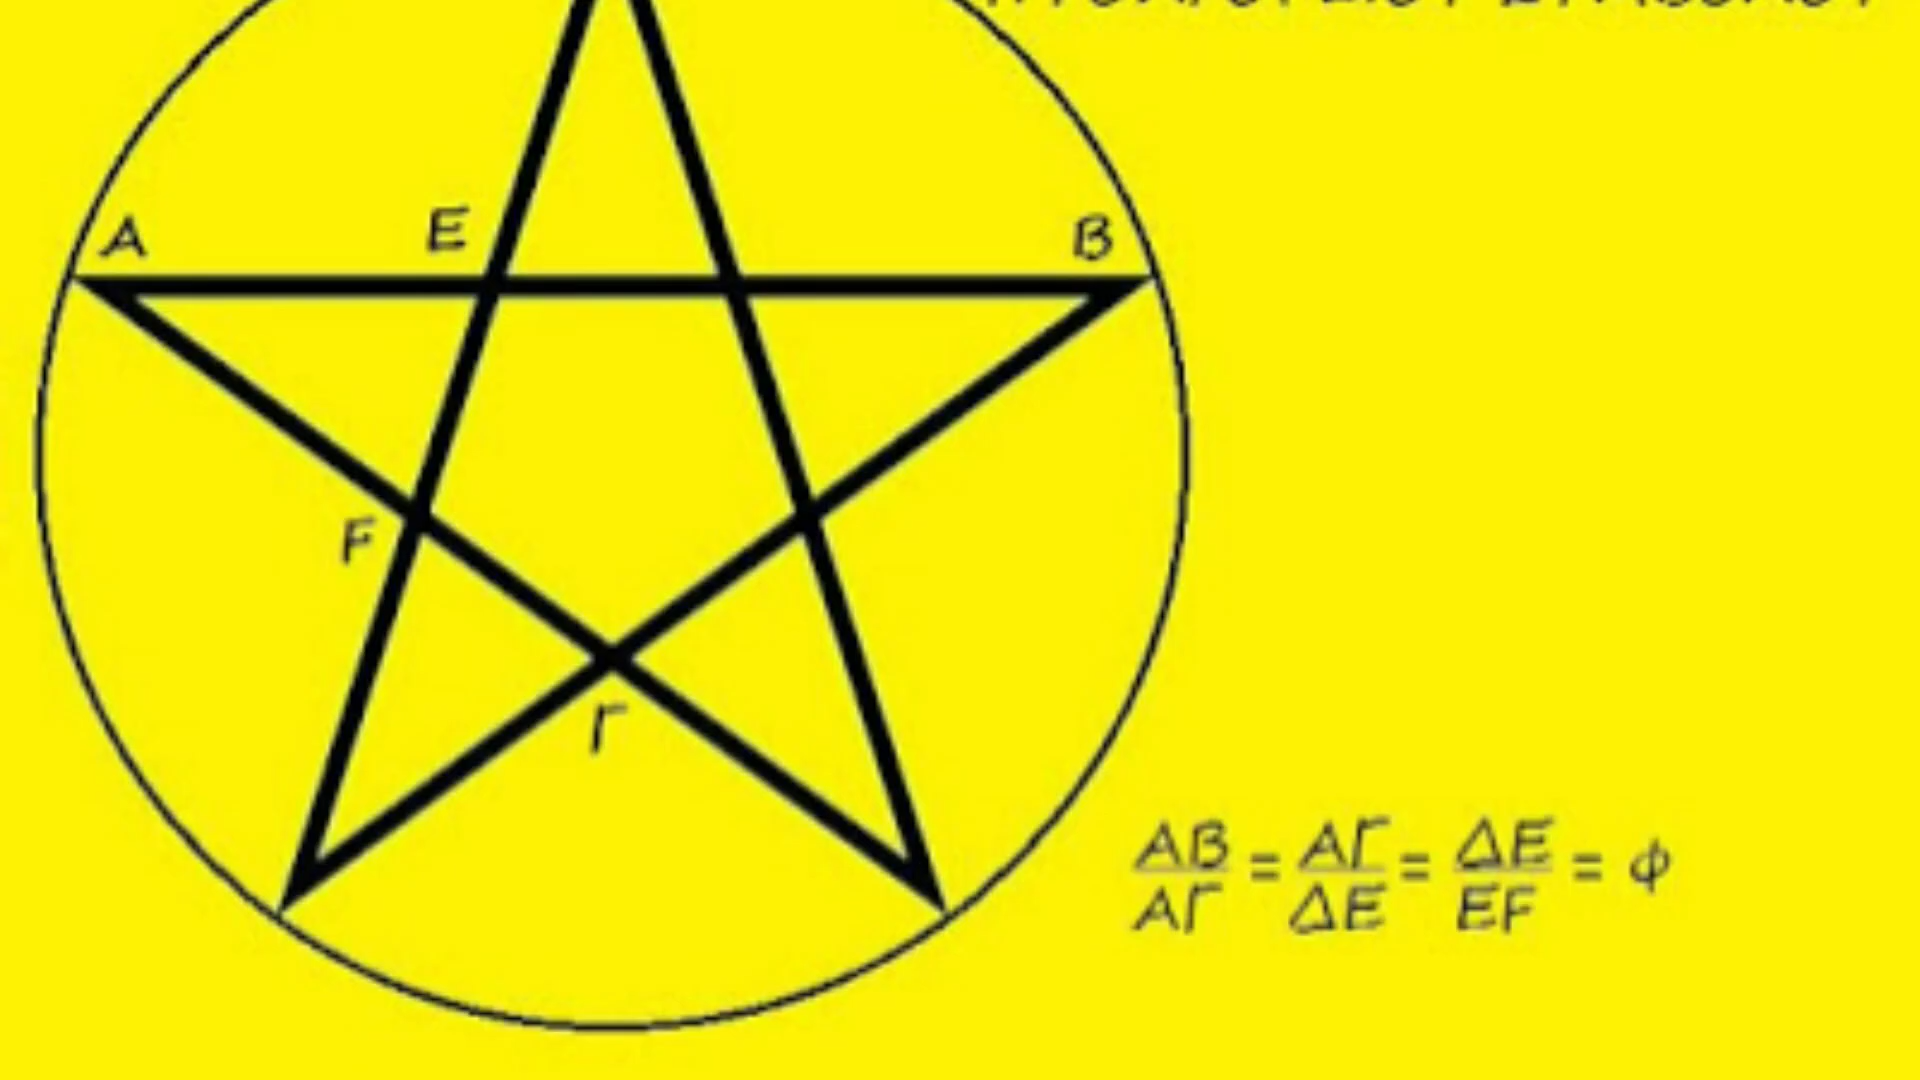 A
E
B
F
Γ
AB/AΓ = AΓ/ΔE = ΔE/EF = φ